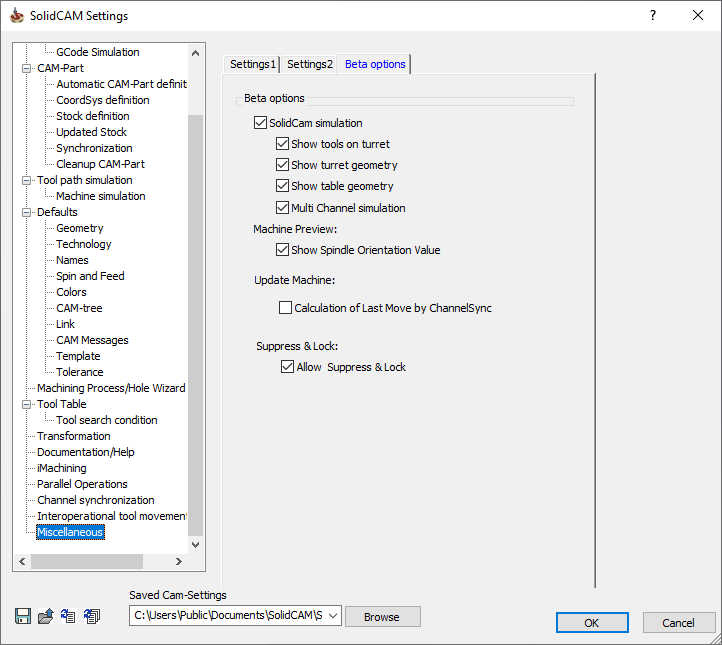 SolidCAM Settings
GCode Simulation
CAM-Part
Automatic CAM-Part definit
CoordSys definition
Stock definition
Updated Stock
Synchronization
Cleanup CAM-Part
Tool path simulation
Machine simulation
Defaults
Geometry
Technology
Names
Spin and Feed
Colors
CAM-tree
Link
CAM Messages
Template
Tolerance
Machining Process/Hole Wizard
Tool Table
Tool search condition
Transformation
Documentation/Help
iMachining
Parallel Operations
Channel synchronization
Interoperational tool movement
Miscellaneous
Settings1 Settings2 Beta options
Beta options
SolidCam simulation
Show tools on turret
Show turret geometry
Show table geometry
Multi Channel simulation
Machine Preview:
Show Spindle Orientation Value
Update Machine:
Calculation of Last Move by ChannelSync
Suppress & Lock:
Allow Suppress & Lock
Saved Cam-Settings
C:\Users\Public\Documents\SolidCAM\S Browse
OK Cancel